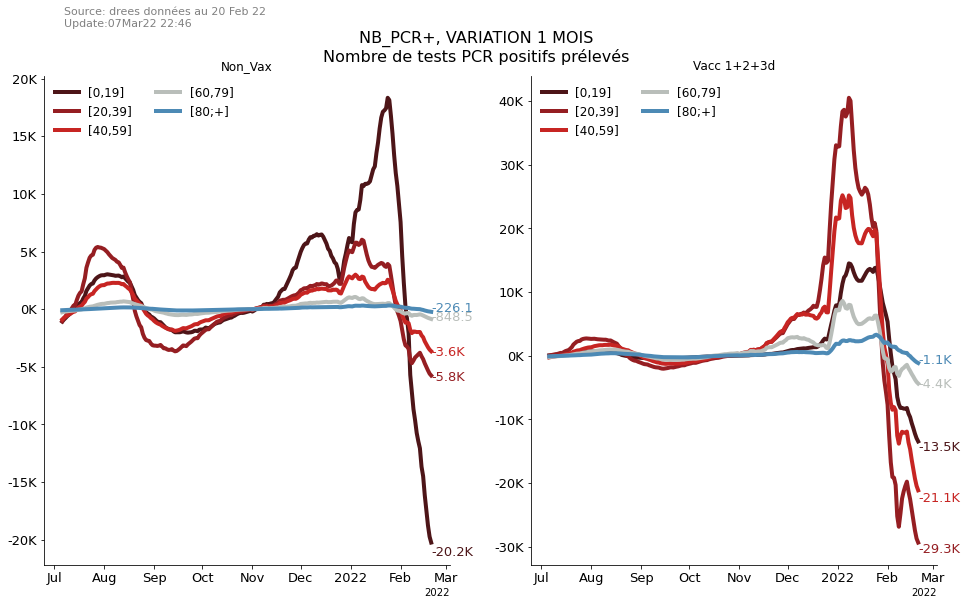 Source: drees données au 20 Feb 22
Update:07Mar22 22:46
NB_PCR+, VARIATION 1 MOIS
Nombre de tests PCR positifs prélevés
Non_Vax
[0,19]
[20,39]
[40,59]
[60,79]
[80;+]
20K
15K
10K
5K
0K
-5K
-10K
-15K
-20K
-226.1
-848.5
-3.6K
-5.8K
-20.2K
Jul Aug Sep Oct Nov Dec 2022 Feb Mar
2022
Vacc 1+2+3d
[0,19]
[20,39]
[40,59]
[60,79]
[80;+]
40K
30K
20K
10K
0K
-10K
-20K
-30K
-1.1K
-4.4K
-13.5K
-21.1K
-29.3K
Jul Aug Sep Oct Nov Dec 2022 Feb Mar
2022